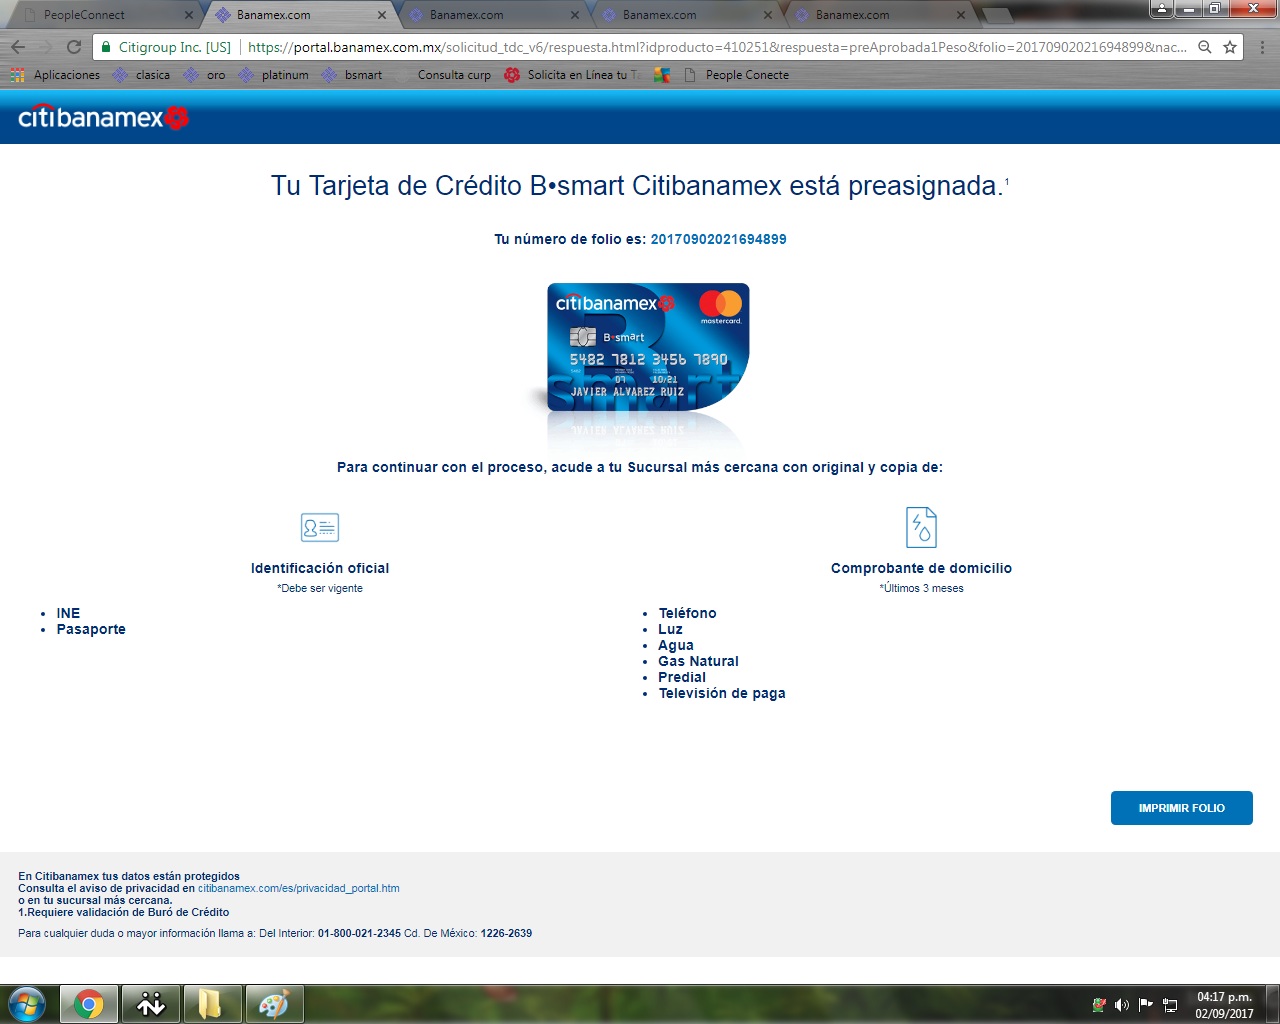 PeopleConnect
Banamex.com
Banamex.com
Banamex.com
Banamex.com
Citigroup Inc. [US]
https://portal.banamex.com.mx/solicitud_tdc_v6/respuesta.html?idproducto=410251&respuesta=preAprobada1Peso&folio=20170902021694899&nac...
Aplicaciones
clasica
oro
platinum
bsmart
Consulta curp
Solicita en Línea tu T
People Conecte
citibanamex
Tu Tarjeta de Crédito B•smart Citibanamex está preasignada.1
Tu número de folio es: 20170902021694899
citibanamex
mastercard.
B•smart
5482 7812 3456 7890
07 10/21
JAVIER ALVAREZ RUIZ
smart
Para continuar con el proceso, acude a tu Sucursal más cercana con original y copia de:
Identificación oficial
*Debe ser vigente
INE
Pasaporte
Comprobante de domicilio
*Últimos 3 meses
Teléfono
Luz
Agua
Gas Natural
Predial
Televisión de paga
IMPRIMIR FOLIO
En Citibanamex tus datos están protegidos
Consulta el aviso de privacidad en citibanamex.com/es/privacidad_portal.htm
o en tu sucursal más cercana.
1.Requiere validación de Buró de Crédito
Para cualquier duda o mayor información llama a: Del Interior: 01-800-021-2345 Cd. De México: 1226-2639
04:17 p.m.
02/09/2017